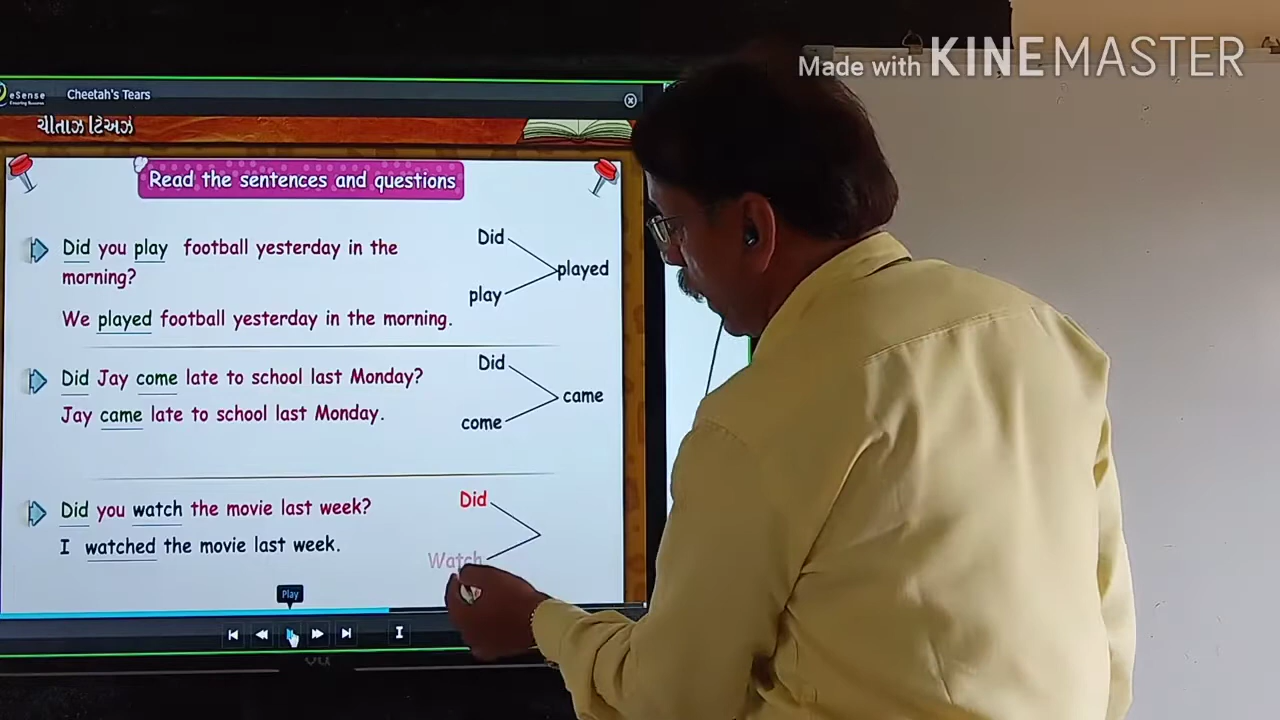 Made with KINEMASTER
eSense
Cheetah's Tears
ચીતાઝ ટિઅર્ઝ
Read the sentences and questions
Did you play football yesterday in the
morning?
We played football yesterday in the morning.
Did
play
played
Did Jay come late to school last Monday?
Jay came late to school last Monday.
Did
come
came
Did you watch the movie last week?
I watched the movie last week.
Did
Watch
Play
I